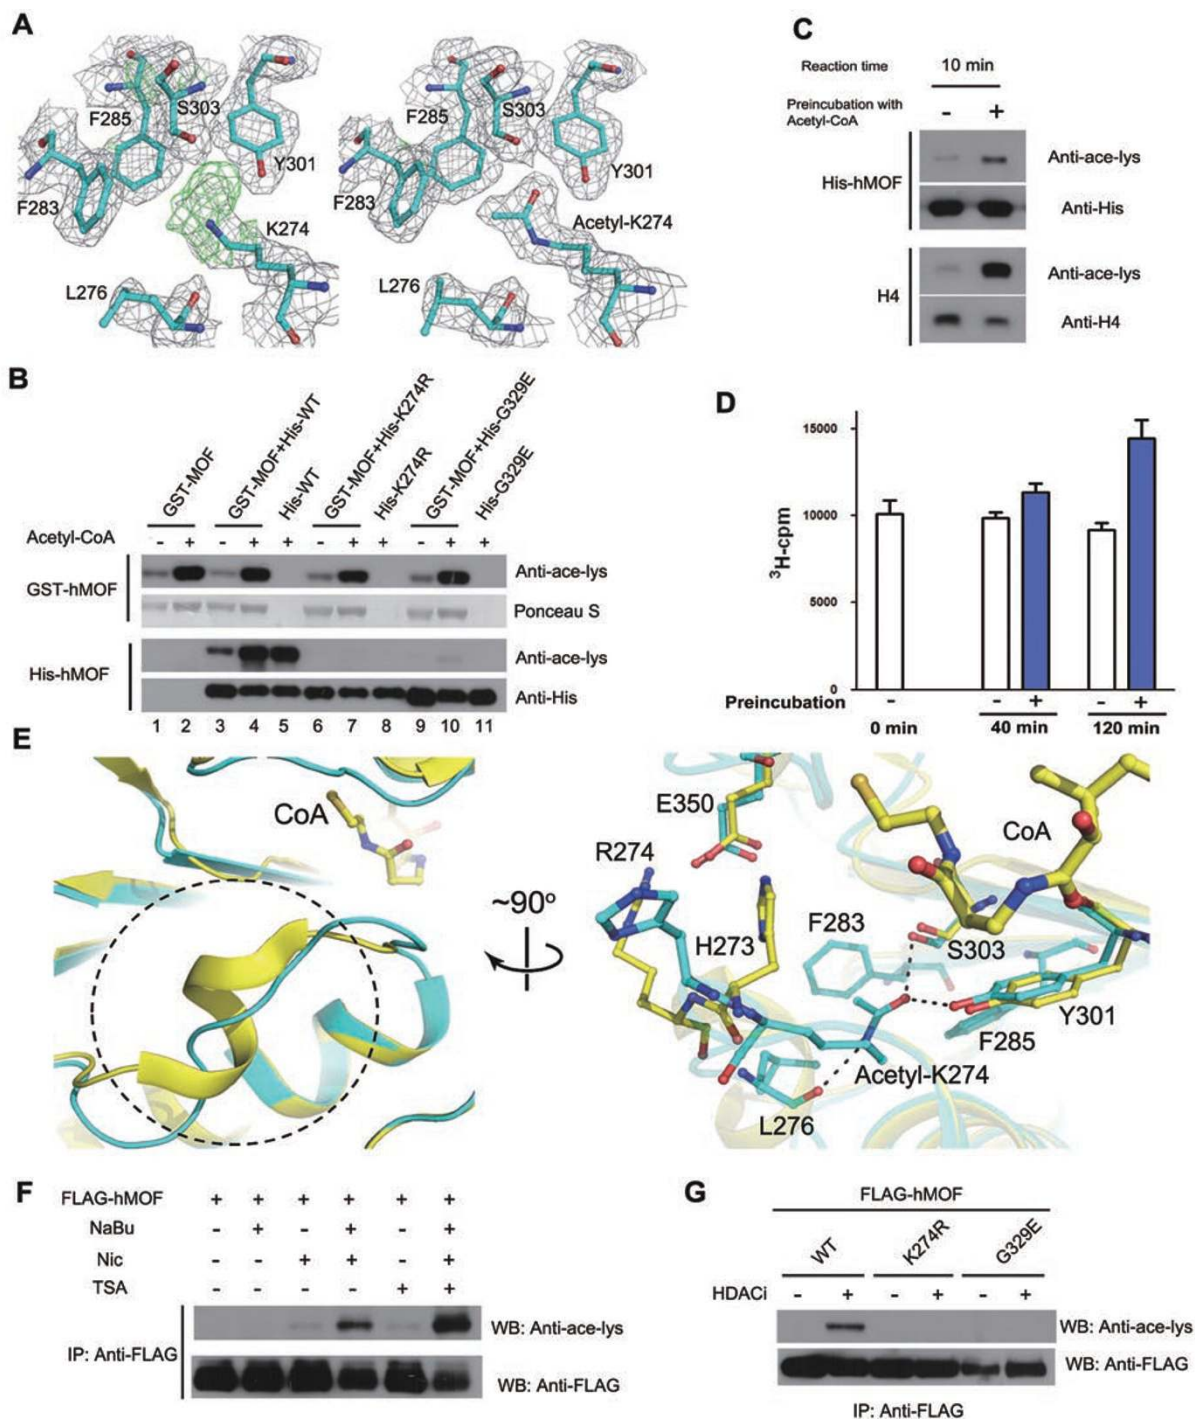 A
F285
S303
Y301
F283
K274
L276
F285
S303
Y301
F283
Acetyl-K274
L276
C
Reaction time
10 min
Preincubation with
Acetyl-CoA
- +
His-hMOF
Anti-ace-lys
Anti-His
H4
Anti-ace-lys
Anti-H4
B
GST-MOF
GST-MOF+His-WT
His-WT
GST-MOF+His-K274R
His-K274R
GST-MOF+His-G329E
His-G329E
Acetyl-CoA - + - + + - + + - + +
GST-hMOF
Anti-ace-lys
Ponceau S
His-hMOF
Anti-ace-lys
Anti-His
1 2 3 4 5 6 7 8 9 10 11
D
³H-cpm
15000
10000
5000
0
Preincubation - - + - +
0 min 40 min 120 min
E
CoA
~90°
E350
CoA
R274
H273
F283
S303
Y301
F285
Acetyl-K274
L276
F
FLAG-hMOF + + + + + +
NaBu - + - + - +
Nic - - + + - +
TSA - - - - + +
IP: Anti-FLAG
WB: Anti-ace-lys
WB: Anti-FLAG
G
FLAG-hMOF
WT
K274R
G329E
HDACi - + - + - +
WB: Anti-ace-lys
WB: Anti-FLAG
IP: Anti-FLAG